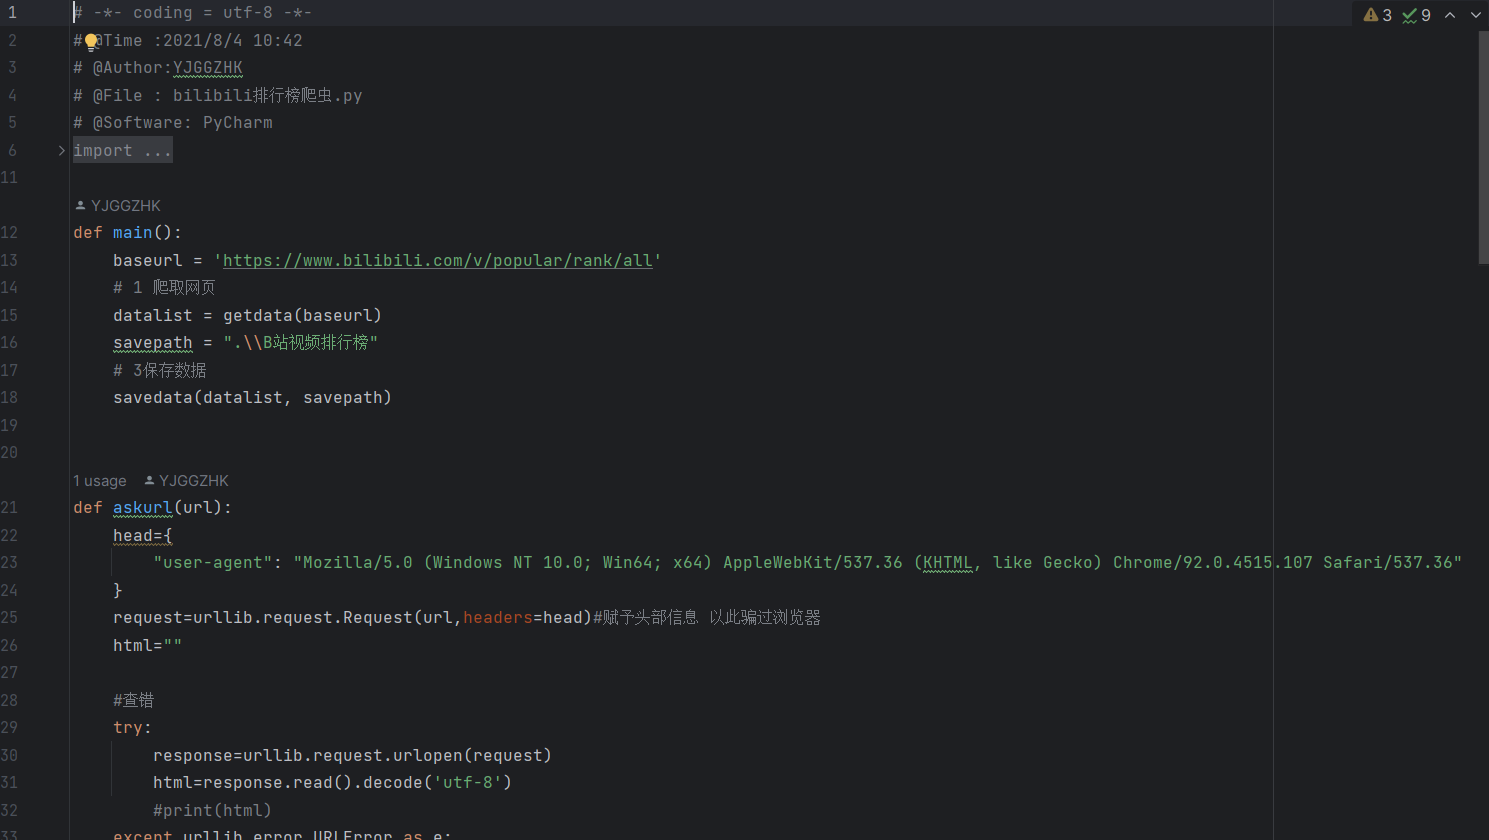 1 # -*- coding = utf-8 -*- 3 9
2 # @Time :2021/8/4 10:42
3 # @Author:YJGGZHK
4 # @File : bilibili排行榜爬虫.py
5 # @Software: PyCharm
6 import ...
11
YJGGZHK
12 def main():
13 baseurl = 'https://www.bilibili.com/v/popular/rank/all'
14 # 1 爬取网页
15 datalist = getdata(baseurl)
16 savepath = ".\\B站视频排行榜"
17 # 3保存数据
18 savedata(datalist, savepath)
19
20
1 usage YJGGZHK
21 def askurl(url):
22 head={
23 "user-agent": "Mozilla/5.0 (Windows NT 10.0; Win64; x64) AppleWebKit/537.36 (KHTML, like Gecko) Chrome/92.0.4515.107 Safari/537.36"
24 }
25 request=urllib.request.Request(url,headers=head)#赋予头部信息 以此骗过浏览器
26 html=""
27
28 #查错
29 try:
30 response=urllib.request.urlopen(request)
31 html=response.read().decode('utf-8')
32 #print(html)
33 except urllib.error.URLError as e: